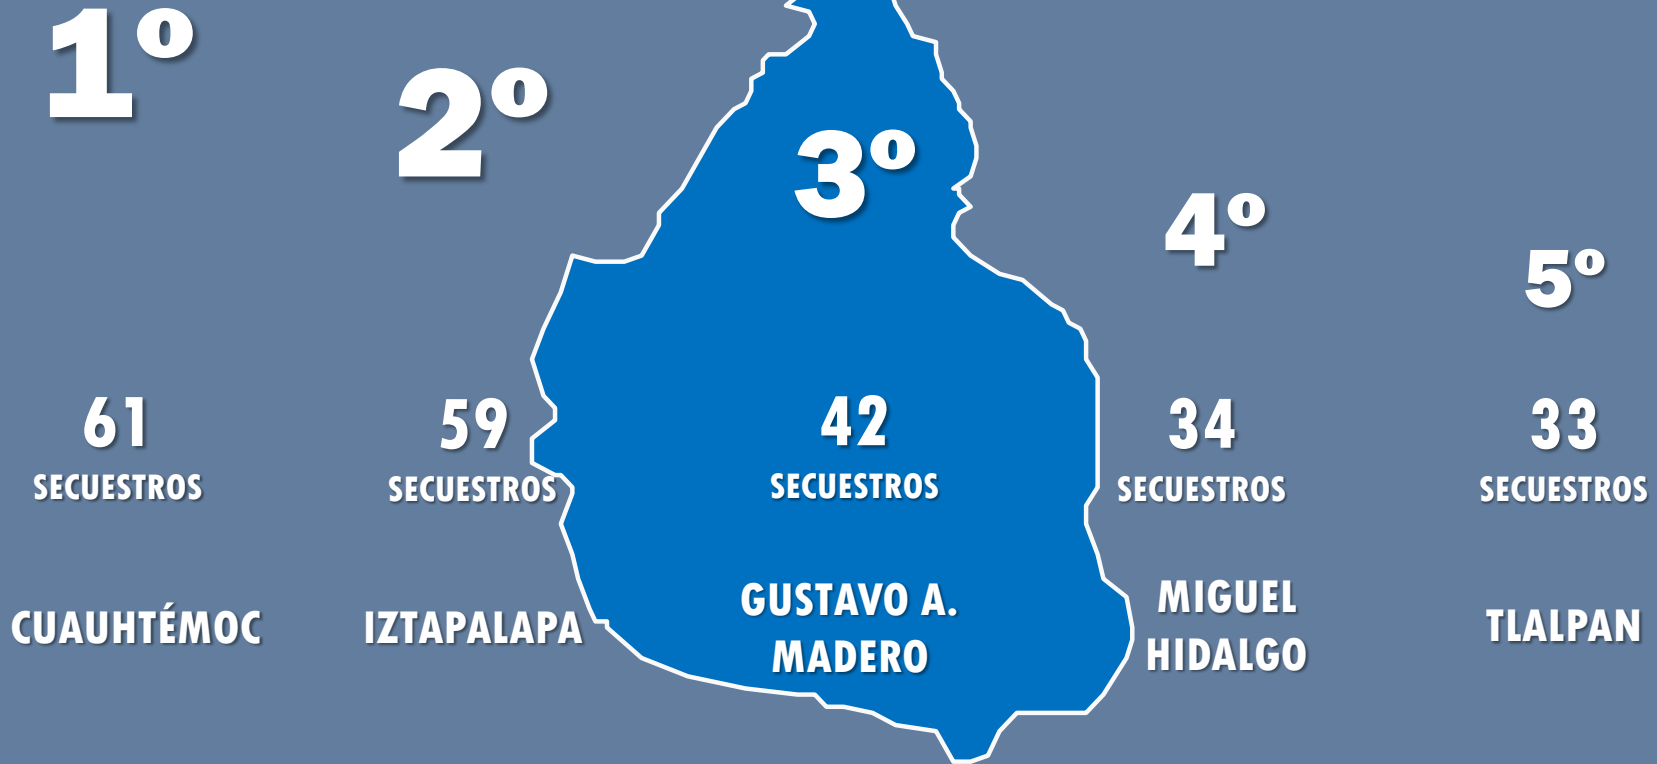 1º
61
SECUESTROS
CUAUHTÉMOC
2º
59
SECUESTROS
IZTAPALAPA
3º
42
SECUESTROS
GUSTAVO A.
MADERO
4º
34
SECUESTROS
MIGUEL
HIDALGO
5º
33
SECUESTROS
TLALPAN